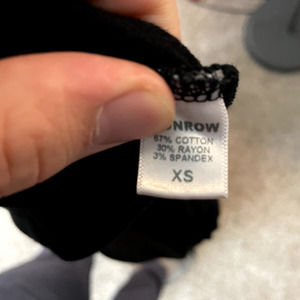 NROW
67% COTTON
30% RAYON
3% SPANDEX
XS